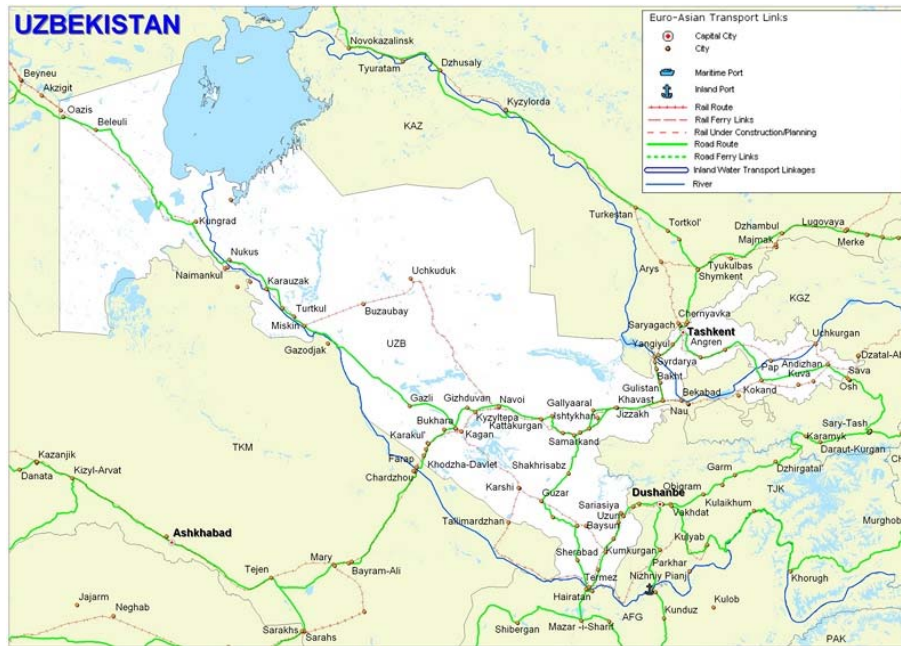 UZBEKISTAN
Euro-Asian Transport Links
Capital City
City
Maritime Port
Inland Port
Rail Route
Rail Ferry Links
Rail Under Construction/Planning
Road Route
Road Ferry Links
Inland Water Transport Linkages
River
Novokazalinsk
Tyuratam
Dzhusaly
Beyneu
Akzigit
Oazis
Beleuli
Kyzylorda
KAZ
Turkestan
Tortkol'
Dzhambul
Lugovaya
Majmak
Merke
Kungrad
Nukus
Naimankul
Karauzak
Uchkuduk
Arys
Tyukulbas
Shymkent
Turtkul
Miskin
Buzaubay
KGZ
Chernyavka
Saryagach
Tashkent
Uchkurgan
Gazodjak
UZB
Yangiyul
Angren
Syrdarya
Pap
Andizhan
Dzatal-Ab
Bakht
Kuva
Sava
Gulistan
Bekabad
Kokand
Osh
Gazli
Gizhduvan
Navoi
Gallyaaral
Khavast
Nau
Kyzyltepa
Ishtykhan
Jizzakh
Bukhara
Kattakurgan
Sary-Tash
Karakul'
Kagan
Samarkand
Karamyk
Daraut-Kurgan
TKM
Farap
Khodzha-Davlet
Shakhrisabz
Garm
Dzhirgatal'
Kazanjik
Chardzhou
Karshi
Obigram
TJK
Danata
Kizyl-Arvat
Guzar
Sariasiya
Dushanbe
Kulaikhum
Uzun
Vakhdat
Tallimardzhan
Baysun
Murghob
Ashkhabad
Sherabad
Kumkurgan
Kulyab
Mary
Parkhar
Tejen
Bayram-Ali
Termez
Nizhniy Pianj
Khorugh
Hairatan
Jajarm
Neghab
Kunduz
Kulob
AFG
Sarakhs
Sarahs
Shibergan
Mazar -i-Sharif
PAK